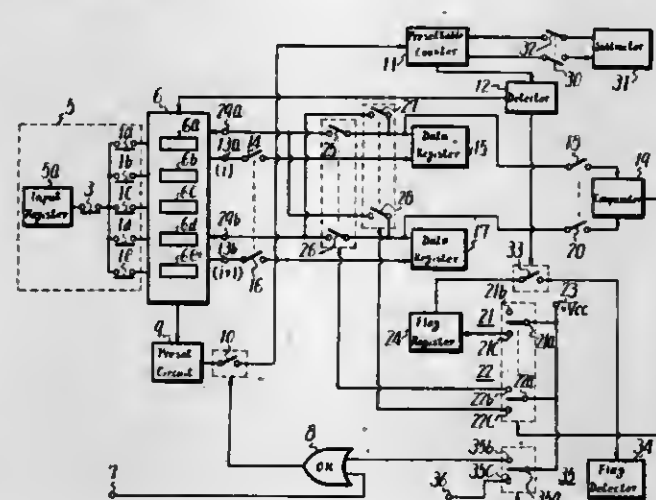 5
5a
Input
Register
3
1a
1b
1c
1d
1e
6
6a
6b
6c
6d
6e
29a
13a
(i)
14
29b
13b
(i+1)
16
25
26
27
28
Presettable
Counter
11
12
Detector
32
30
Subtractor
31
Data
Register
15
Data
Register
17
18
20
Comparator
19
33
23
+Vcc
21b
21
21a
21c
22
22a
22b
22c
24
Flag
Register
9
Preset
Circuit
10
8
OR
7
35b
35c
35
36
34
Flag
Detector